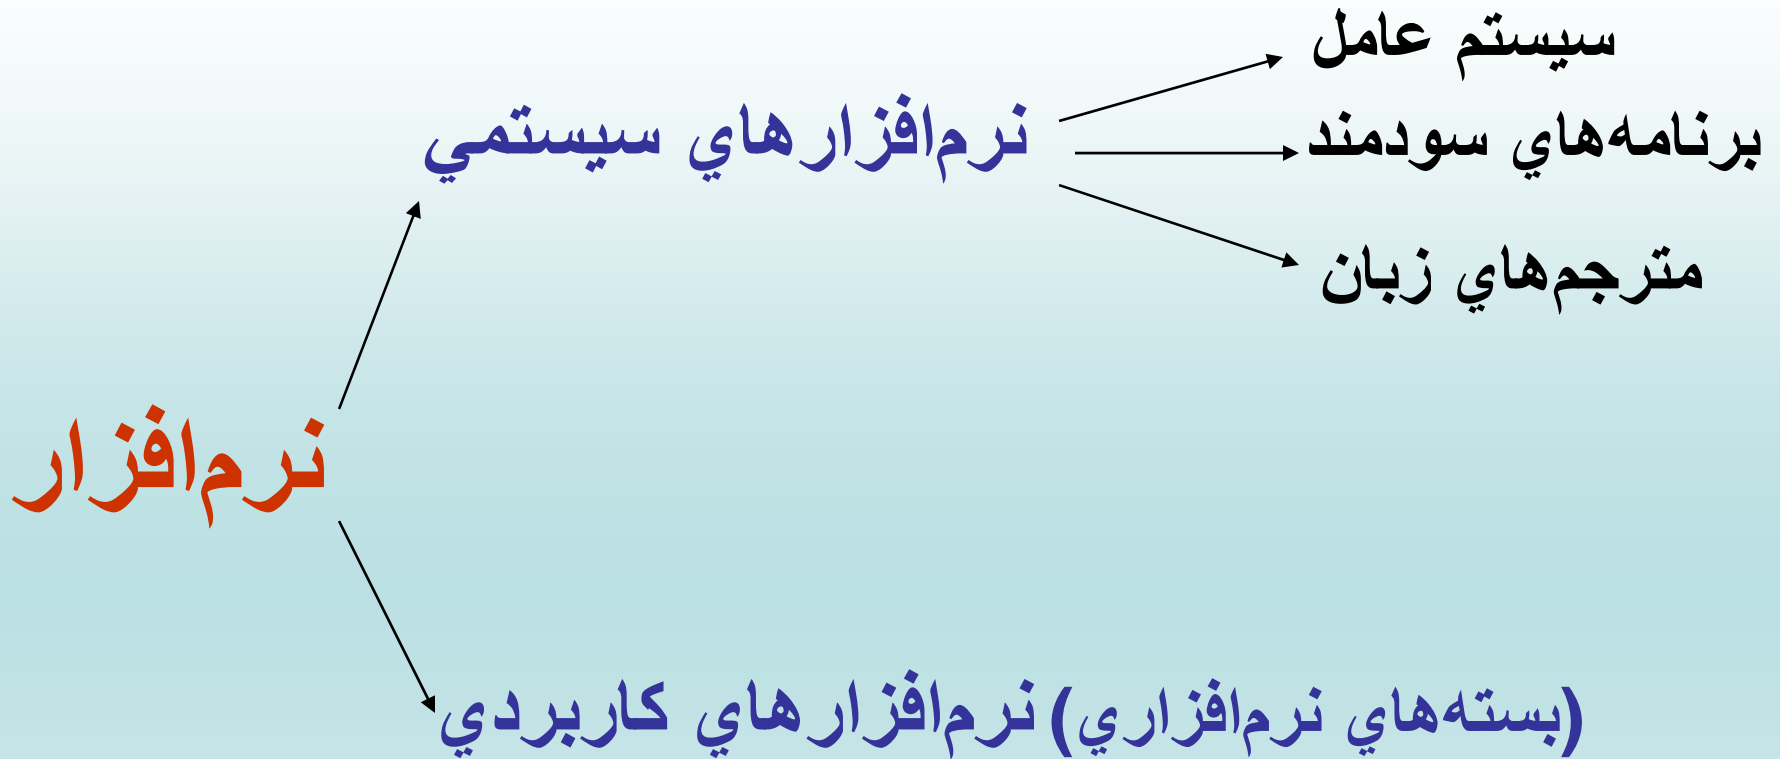 سيستم عامل
نرم‌افزارهاي سيستمي
برنامه‌هاي سودمند
مترجم‌هاي زبان
نرم‌افزار
(بسته‌هاي نرم‌افزاري) نرم‌افزارهاي كاربردي